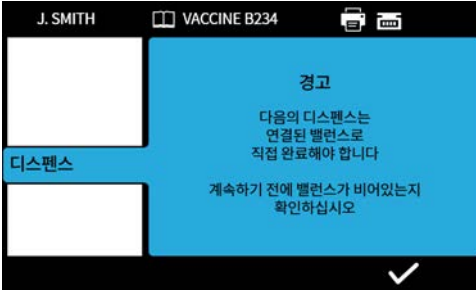 J. SMITH
VACCINE B234
경고
다음의 디스펜스는
연결된 밸런스로
직접 완료해야 합니다
디스펜스
계속하기 전에 밸런스가 비어있는지
확인하십시오